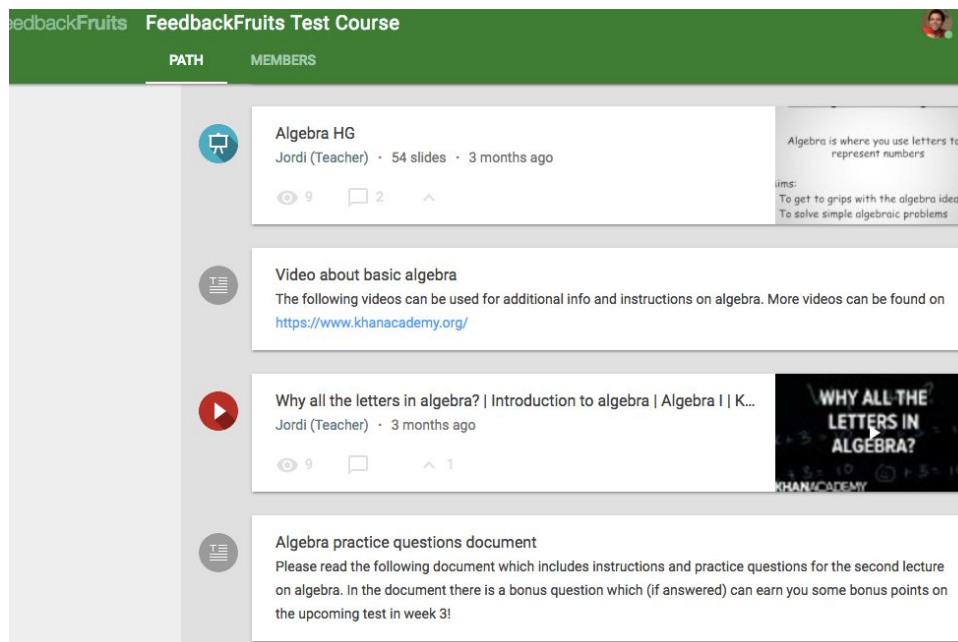 eedbackFruits FeedbackFruits Test Course
PATH MEMBERS
Algebra HG
Jordi (Teacher) · 54 slides · 3 months ago
9 2
Algebra is where you use letters to
represent numbers
ims:
To get to grips with the algebra idea
To solve simple algebraic problems
Video about basic algebra
The following videos can be used for additional info and instructions on algebra. More videos can be found on
https://www.khanacademy.org/
Why all the letters in algebra? | Introduction to algebra | Algebra I | K...
Jordi (Teacher) · 3 months ago
9 1
WHY ALL THE
LETTERS IN
ALGEBRA?
KHANACADEMY
Algebra practice questions document
Please read the following document which includes instructions and practice questions for the second lecture
on algebra. In the document there is a bonus question which (if answered) can earn you some bonus points on
the upcoming test in week 3!